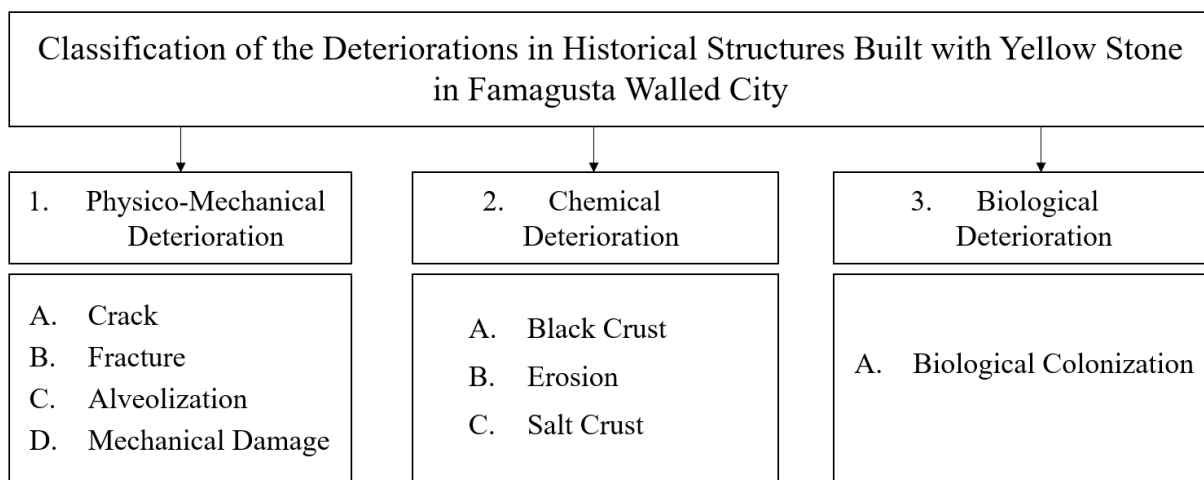 Classification of the Deteriorations in Historical Structures Built with Yellow Stone
in Famagusta Walled City
1. Physico-Mechanical
Deterioration
2. Chemical
Deterioration
3. Biological
Deterioration
A. Crack
B. Fracture
C. Alveolization
D. Mechanical Damage
A. Black Crust
B. Erosion
C. Salt Crust
A. Biological Colonization